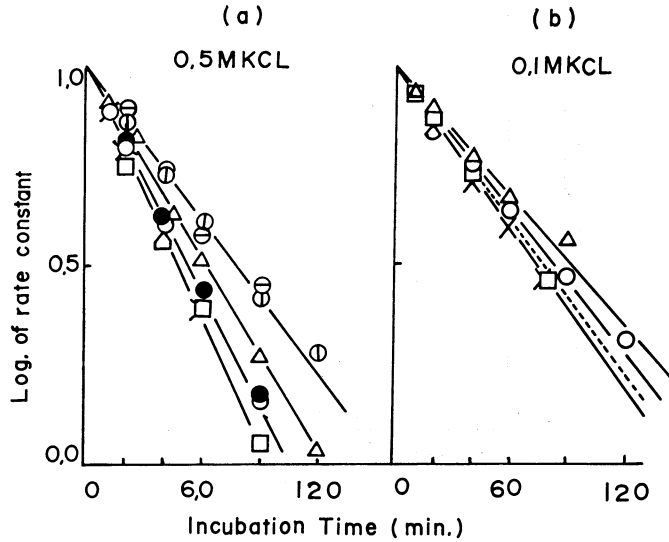 (a)
0,5MKCL
(b)
0,1MKCL
Log. of rate constant
1,0
0,5
0,0
0 6,0 120
0 60 120
Incubation Time (min.)